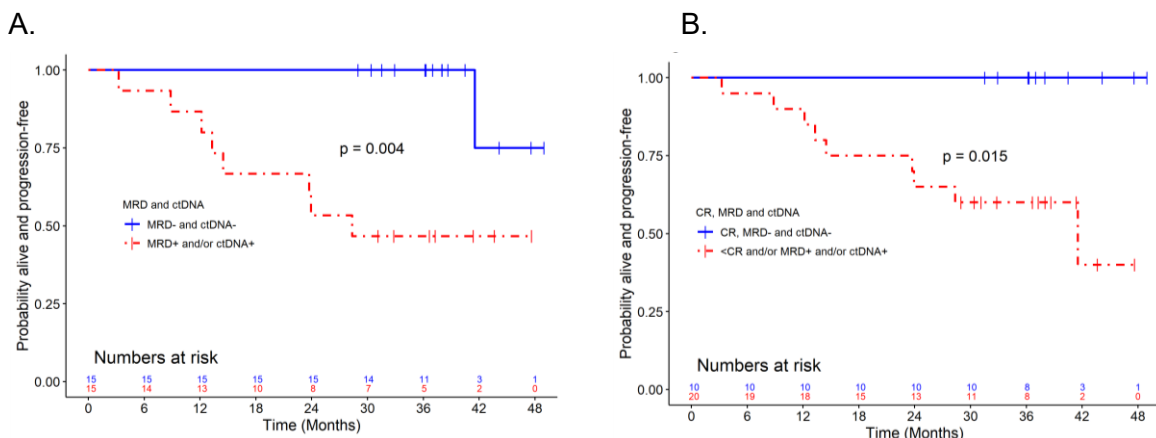 A.
Probability alive and progression-free
1.00
0.75
0.50
0.25
0.00
p = 0.004
MRD and ctDNA
MRD- and ctDNA-
MRD+ and/or ctDNA+
Numbers at risk
15 15 15 15 15 14 11 3 1
15 14 13 10 8 7 5 2 0
0 6 12 18 24 30 36 42 48
Time (Months)
B.
Probability alive and progression-free
1.00
0.75
0.50
0.25
0.00
p = 0.015
CR, MRD and ctDNA
CR, MRD- and ctDNA-
<CR and/or MRD+ and/or ctDNA+
Numbers at risk
10 10 10 10 10 10 8 3 1
20 19 18 15 13 11 8 2 0
0 6 12 18 24 30 36 42 48
Time (Months)